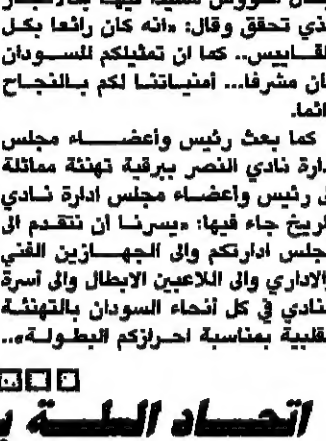 الذي تحقق وقال: «انه كان رائعا بكل
المقاييس.. كما ان تمثيلكم للسودان
كان مشرفا... أمنياتنا لكم بالنجاح
دائما.
كما بعث رئيس وأعضاء مجلس
ادارة نادي النصر ببرقية تهنئة مماثلة
رئيس وأعضاء مجلس ادارة نادي
المريخ جاء فيها: «يسرنا أن نتقدم الى
مجلس ادارتكم والى الجهازين الفني
والاداري والى اللاعبين الابطال والى أسرة
النادي في كل أنحاء السودان بالتهنئة
القلبية بمناسبة احرازكم البطولة»..
اتحاد السلة